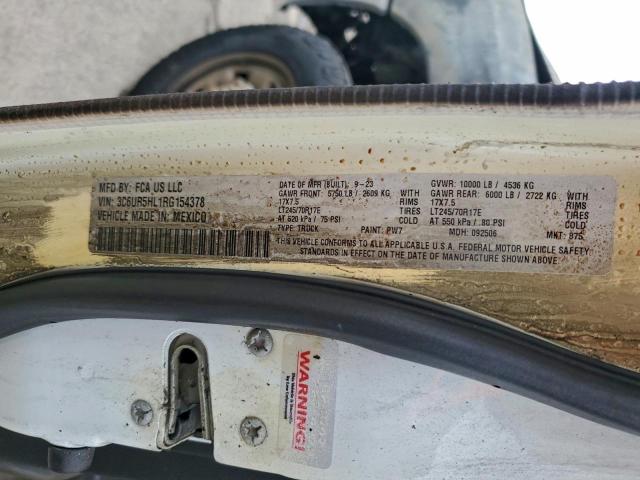 MFD BY: FCA US LLC
VIN: 3C6UR5HL1RG154378
VEHICLE MADE IN: MEXICO
DATE OF MFR (BUILT): 9-23
GAWR FRONT: 5750 LB / 2609 KG WITH
17X7.5 RIMS
LT245/70R17E TIRES
AT 520 kPa / 75 PSI COLD
TYPE: TRUCK PAINT: PW7
GVWR: 10000 LB / 4536 KG
GAWR REAR: 6000 LB / 2722 KG WITH
17X7.5 RIMS
LT245/70R17E TIRES
AT 550 kPa / 80 PSI COLD
MDH: 092506 MKT: 875
THIS VEHICLE CONFORMS TO ALL APPLICABLE U.S.A. FEDERAL MOTOR VEHICLE SAFETY
STANDARDS IN EFFECT ON THE DATE OF MANUFACTURE SHOWN ABOVE.
WARNING!